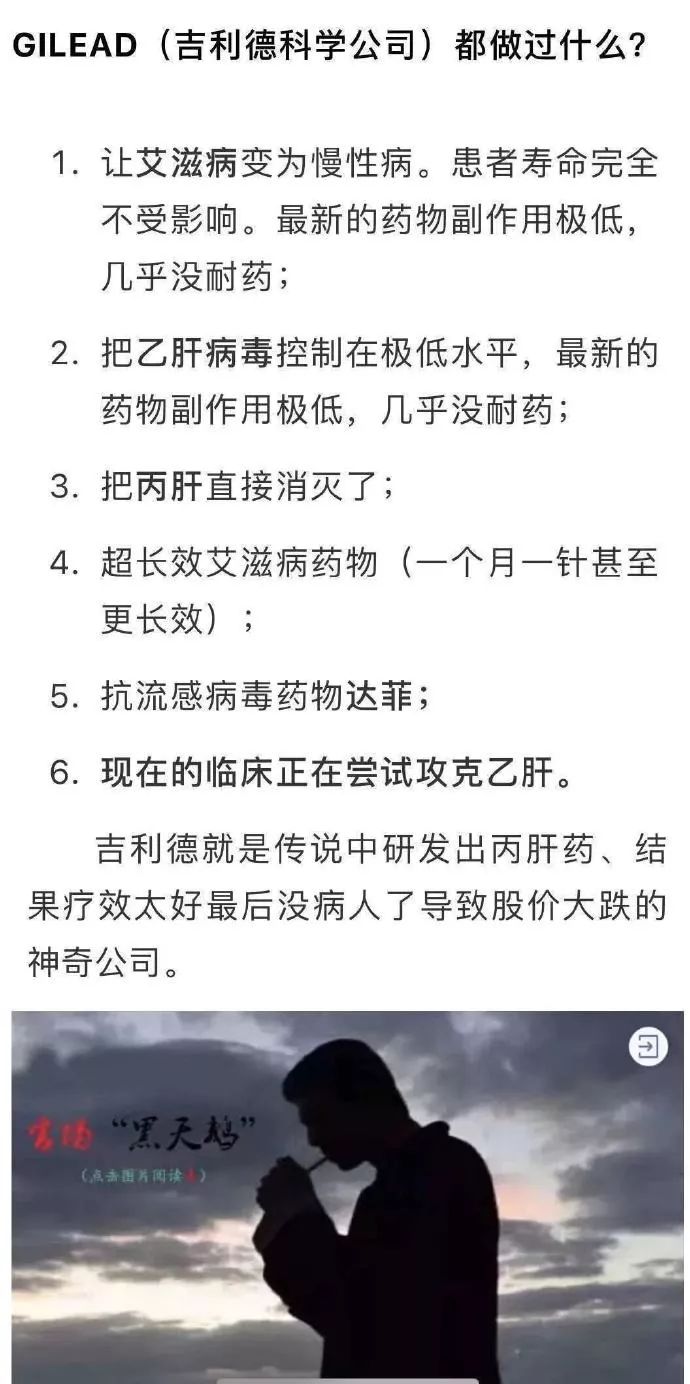 GILEAD（吉利德科学公司）都做过什么？
1. 让艾滋病变为慢性病。患者寿命完全
不受影响。最新的药物副作用极低，
几乎没耐药；
2. 把乙肝病毒控制在极低水平，最新的
药物副作用极低，几乎没耐药；
3. 把丙肝直接消灭了；
4. 超长效艾滋病药物（一个月一针甚至
更长效）；
5. 抗流感病毒药物达菲；
6. 现在的临床正在尝试攻克乙肝。
吉利德就是传说中研发出丙肝药、结
果疗效太好最后没病人了导致股价大跌的
神奇公司。
“黑天鹅”
（点击图片阅读）